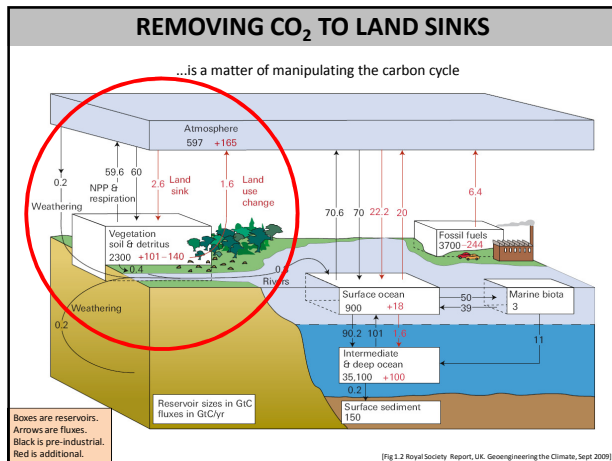 REMOVING CO₂ TO LAND SINKS
...is a matter of manipulating the carbon cycle
Atmosphere
597 +165
0.2
Weathering
59.6
60
NPP &
respiration
2.6
Land
sink
1.6
Land
use
change
70.6
70
22.2
20
6.4
Fossil fuels
3700 –244
Vegetation
soil & detritus
2300 +101 –140
0.4
Rivers
Weathering
0.2
Surface ocean
900 +18
50
39
Marine biota
3
90.2
101
1.6
11
Intermediate
& deep ocean
35,100 +100
0.2
Surface sediment
150
Reservoir sizes in GtC
fluxes in GtC/yr
Boxes are reservoirs.
Arrows are fluxes.
Black is pre-industrial.
Red is additional.
[Fig 1.2 Royal Society Report, UK. Geoengineering the Climate, Sept 2009]